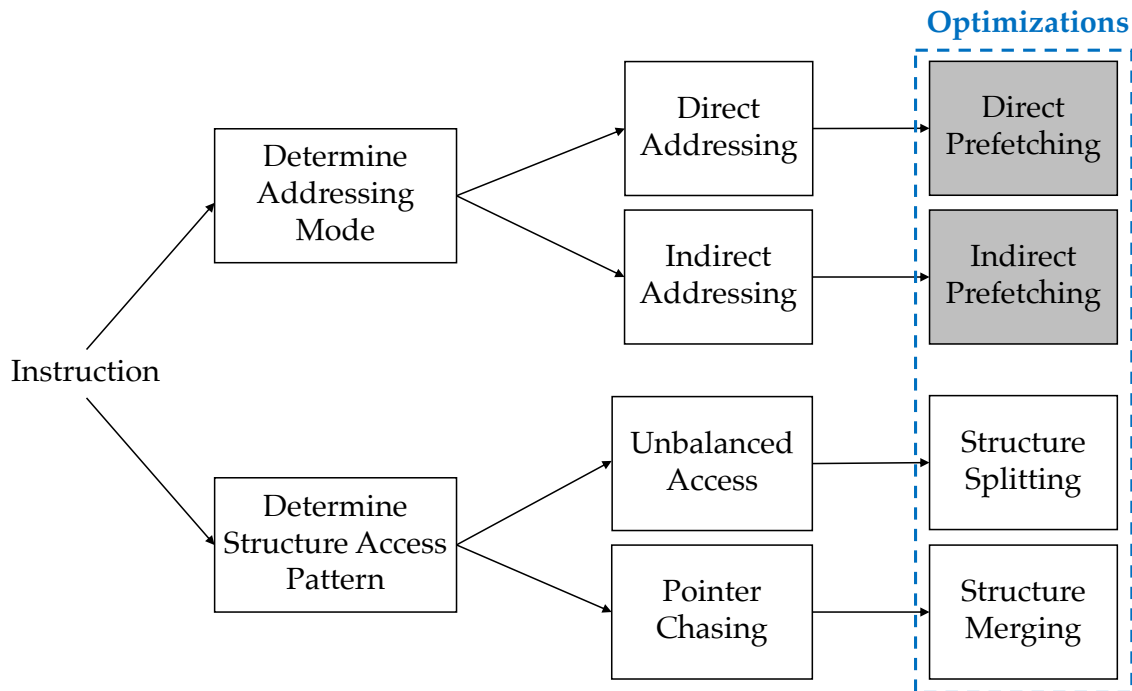 Optimizations
Direct
Addressing
Direct
Prefetching
Determine
Addressing
Mode
Indirect
Addressing
Indirect
Prefetching
Instruction
Unbalanced
Access
Structure
Splitting
Determine
Structure Access
Pattern
Pointer
Chasing
Structure
Merging